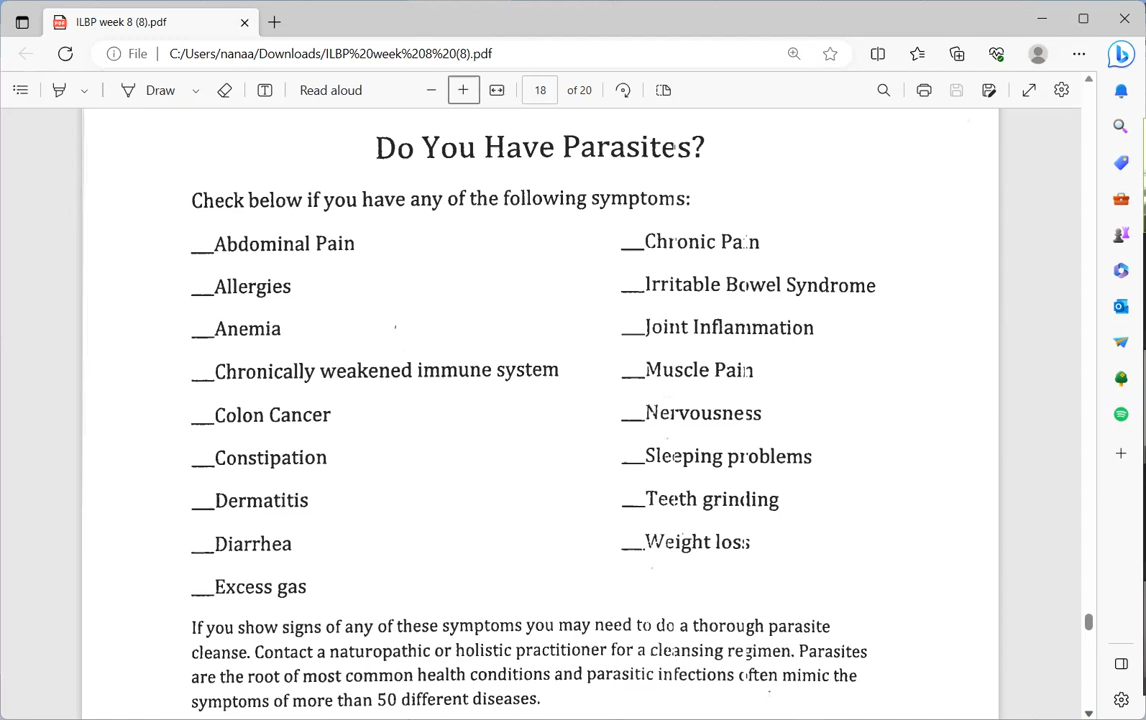 ILBP week 8 (8).pdf
File C:/Users/nanaa/Downloads/ILBP%20week%208%20(8).pdf
Draw Read aloud 18 of 20
Do You Have Parasites?
Check below if you have any of the following symptoms:
__Abdominal Pain
__Allergies
__Anemia
__Chronically weakened immune system
__Colon Cancer
__Constipation
__Dermatitis
__Diarrhea
__Excess gas
__Chronic Pain
__Irritable Bowel Syndrome
__Joint Inflammation
__Muscle Pain
__Nervousness
__Sleeping problems
__Teeth grinding
__Weight loss
If you show signs of any of these symptoms you may need to do a thorough parasite
cleanse. Contact a naturopathic or holistic practitioner for a cleansing regimen. Parasites
are the root of most common health conditions and parasitic infections often mimic the
symptoms of more than 50 different diseases.